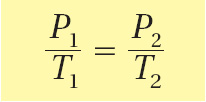 P₁/T₁ = P₂/T₂